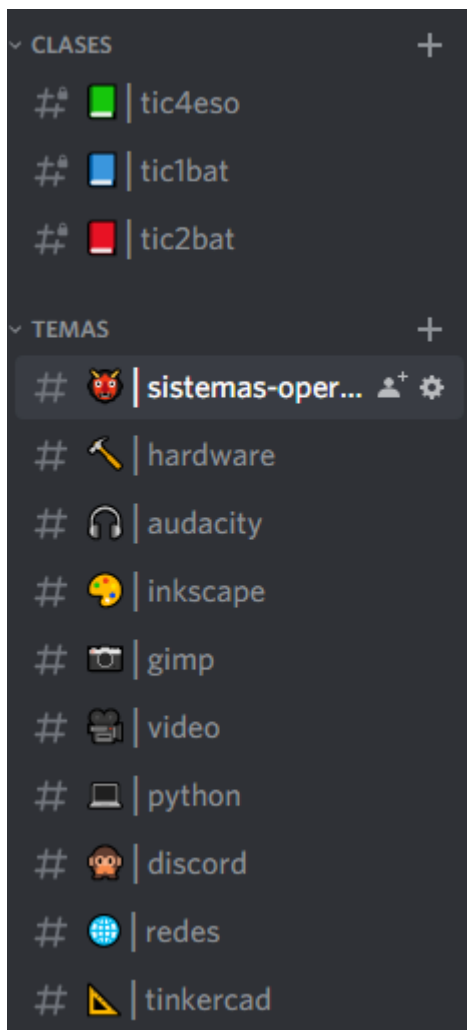 CLASES
tic4eso
tic1bat
tic2bat
TEMAS
sistemas-oper...
hardware
audacity
inkscape
gimp
video
python
discord
redes
tinkercad